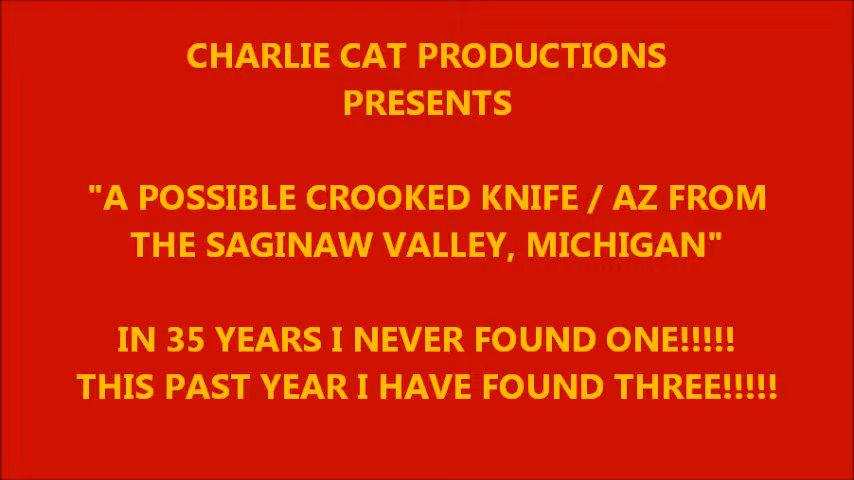 CHARLIE CAT PRODUCTIONS
PRESENTS
"A POSSIBLE CROOKED KNIFE / AZ FROM
THE SAGINAW VALLEY, MICHIGAN"
IN 35 YEARS I NEVER FOUND ONE!!!!!
THIS PAST YEAR I HAVE FOUND THREE!!!!!